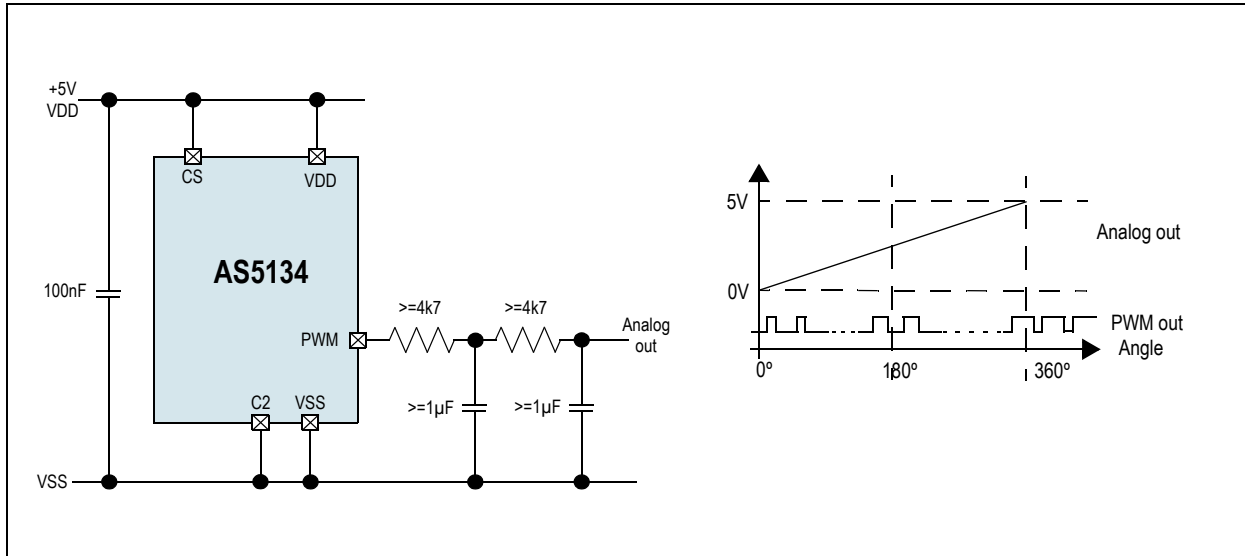 +5V
VDD
CS
VDD
AS5134
100nF
>=4k7
>=4k7
PWM
Analog
out
C2
VSS
>=1µF
>=1µF
VSS
5V
Analog out
0V
PWM out
Angle
0º
180º
360º